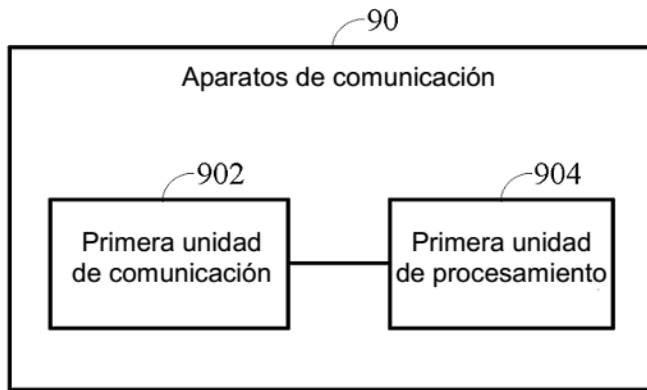 90
Aparatos de comunicación
902
904
Primera unidad
de comunicación
Primera unidad
de procesamiento